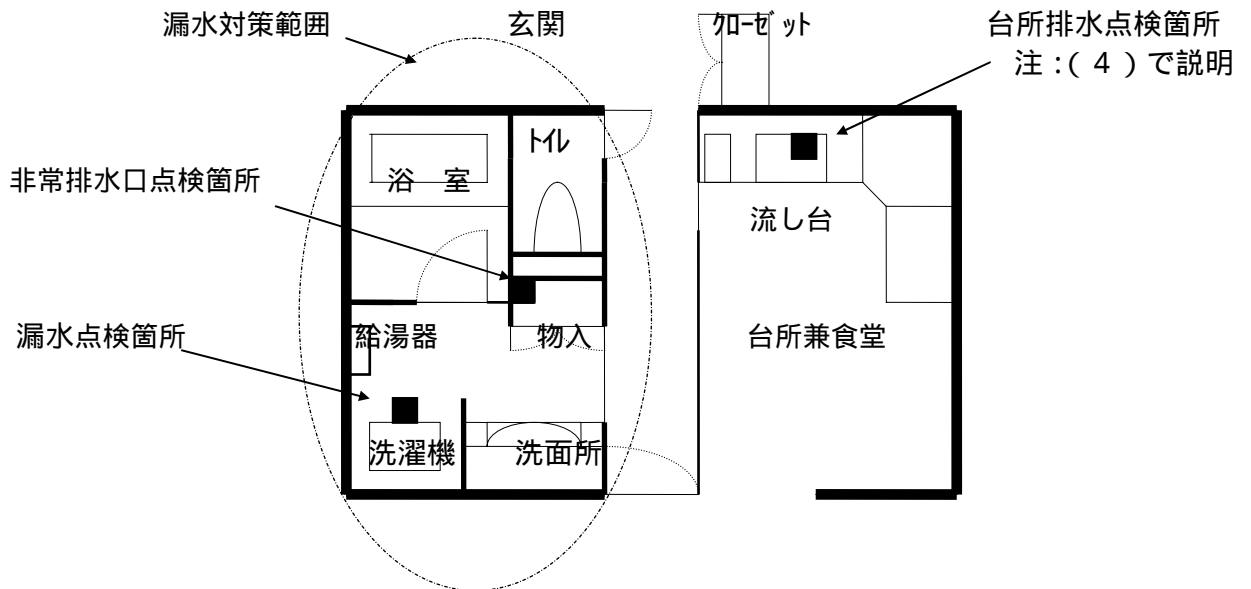 漏水対策範囲
玄関
ｸﾛｰｾﾞｯﾄ
台所排水点検箇所
注:(4)で説明
ﾄｲﾚ
浴 室
非常排水口点検箇所
流し台
漏水点検箇所
給湯器
物入
台所兼食堂
洗濯機
洗面所